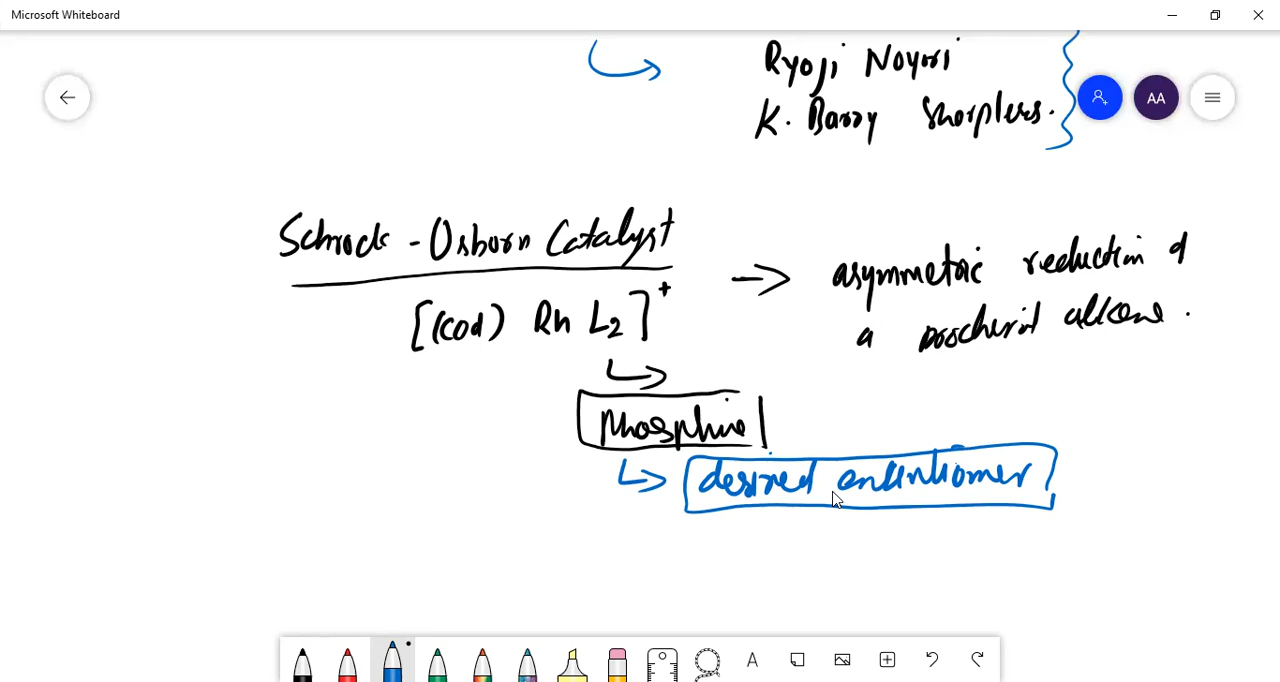 Microsoft Whiteboard
Ryoji Noyori
K. Barry Sharpless.
AA
Schrock - Osborn Catalyst
[(cod) Rh L2]+
→ asymmetric reduction of
a prochiral alkene.
Phosphine
desired enantiomer
A